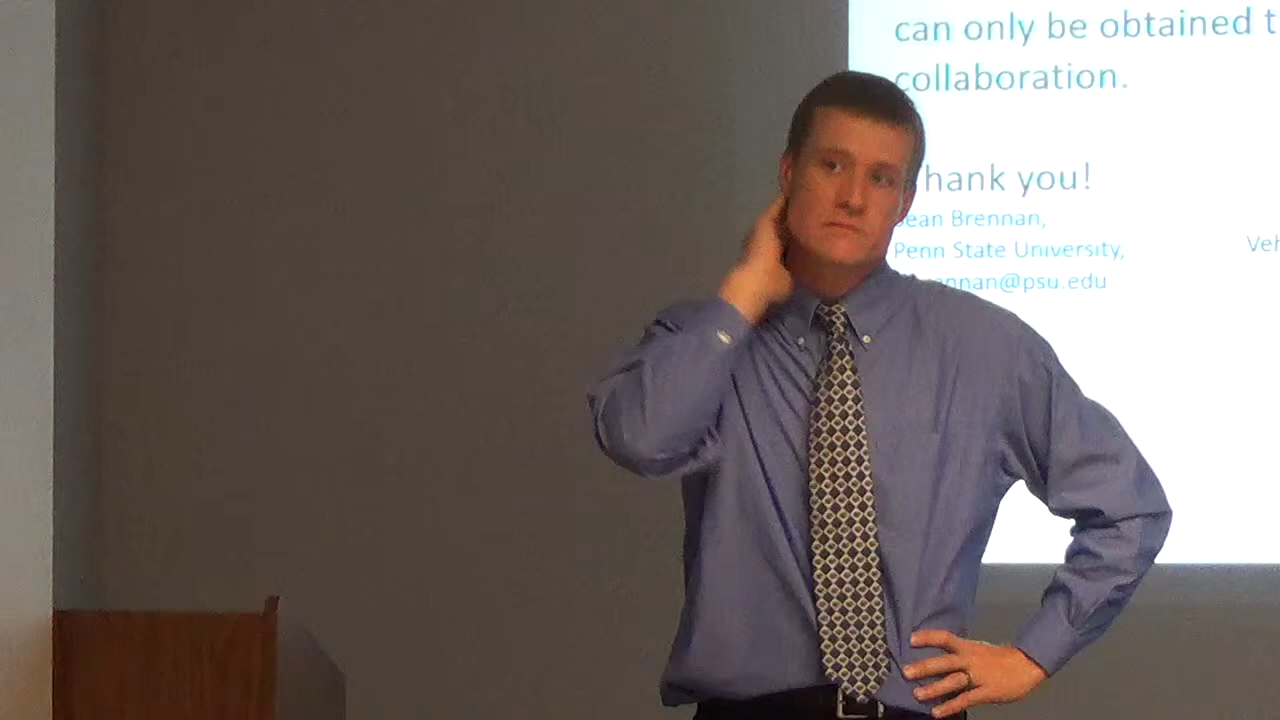 can only be obtained
collaboration.
hank you!
ean Brennan,
Penn State University,
Veh
nnan@psu.edu